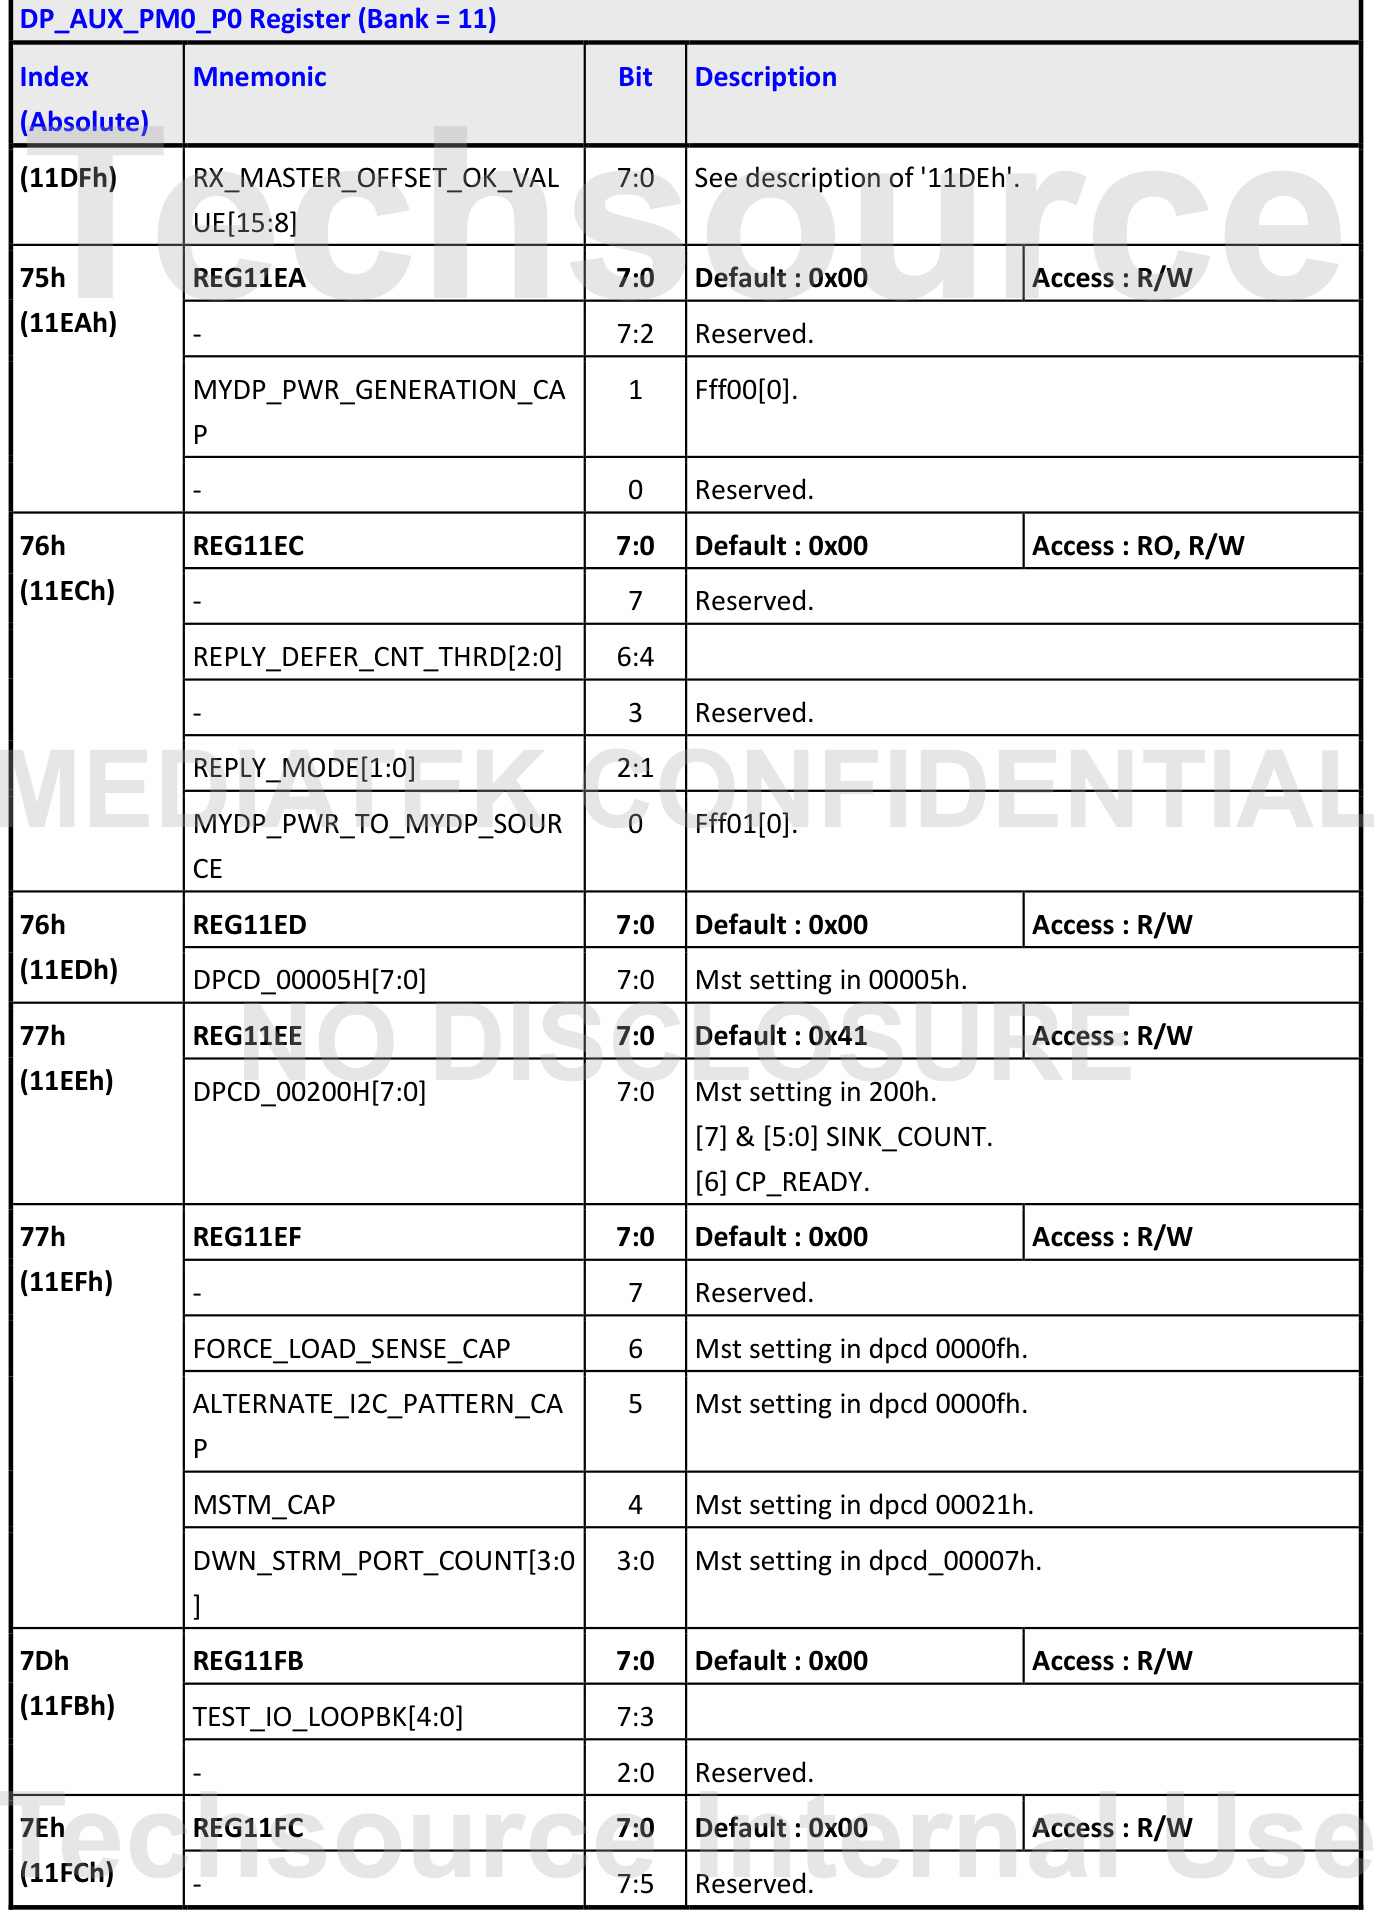 DP_AUX_PM0_P0 Register (Bank = 11)
Index Mnemonic Bit Description
(Absolute)
(11DFh) RX_MASTER_OFFSET_OK_VAL 7:0 See description of '11DEh'.
UE[15:8]
Techsource
75h REG11EA 7:0 Default : 0x00 Access : R/W
(11EAh)
- 7:2 Reserved.
MYDP_PWR_GENERATION_CA 1 Fff00[0].
P
- 0 Reserved.
76h REG11EC 7:0 Default : 0x00 Access : RO, R/W
(11ECh)
- 7 Reserved.
REPLY_DEFER_CNT_THRD[2:0] 6:4
- 3 Reserved.
REPLY_MODE[1:0] 2:1
MEDIATEK CONFIDENTIAL
MYDP_PWR_TO_MYDP_SOUR 0 Fff01[0].
CE
76h REG11ED 7:0 Default : 0x00 Access : R/W
(11EDh)
DPCD_00005H[7:0] 7:0 Mst setting in 00005h.
77h REG11EE 7:0 Default : 0x41 Access : R/W
NO DISCLOSURE
(11EEh)
DPCD_00200H[7:0] 7:0 Mst setting in 200h.
[7] & [5:0] SINK_COUNT.
[6] CP_READY.
77h REG11EF 7:0 Default : 0x00 Access : R/W
(11EFh)
- 7 Reserved.
FORCE_LOAD_SENSE_CAP 6 Mst setting in dpcd 0000fh.
ALTERNATE_I2C_PATTERN_CA 5 Mst setting in dpcd 0000fh.
P
MSTM_CAP 4 Mst setting in dpcd 00021h.
DWN_STRM_PORT_COUNT[3:0 3:0 Mst setting in dpcd_00007h.
]
7Dh REG11FB 7:0 Default : 0x00 Access : R/W
(11FBh)
TEST_IO_LOOPBK[4:0] 7:3
- 2:0 Reserved.
7Eh REG11FC 7:0 Default : 0x00 Access : R/W
Techsource Internal Use
(11FCh)
- 7:5 Reserved.